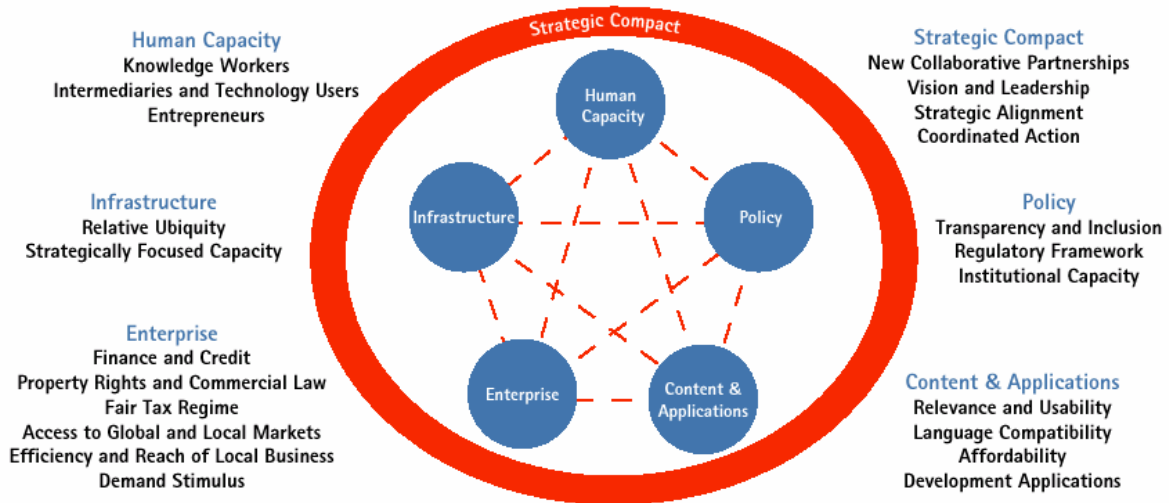 Strategic Compact
Human Capacity
Knowledge Workers
Intermediaries and Technology Users
Entrepreneurs
Infrastructure
Relative Ubiquity
Strategically Focused Capacity
Enterprise
Finance and Credit
Property Rights and Commercial Law
Fair Tax Regime
Access to Global and Local Markets
Efficiency and Reach of Local Business
Demand Stimulus
Human
Capacity
Infrastructure
Policy
Enterprise
Content &
Applications
Strategic Compact
New Collaborative Partnerships
Vision and Leadership
Strategic Alignment
Coordinated Action
Policy
Transparency and Inclusion
Regulatory Framework
Institutional Capacity
Content & Applications
Relevance and Usability
Language Compatibility
Affordability
Development Applications